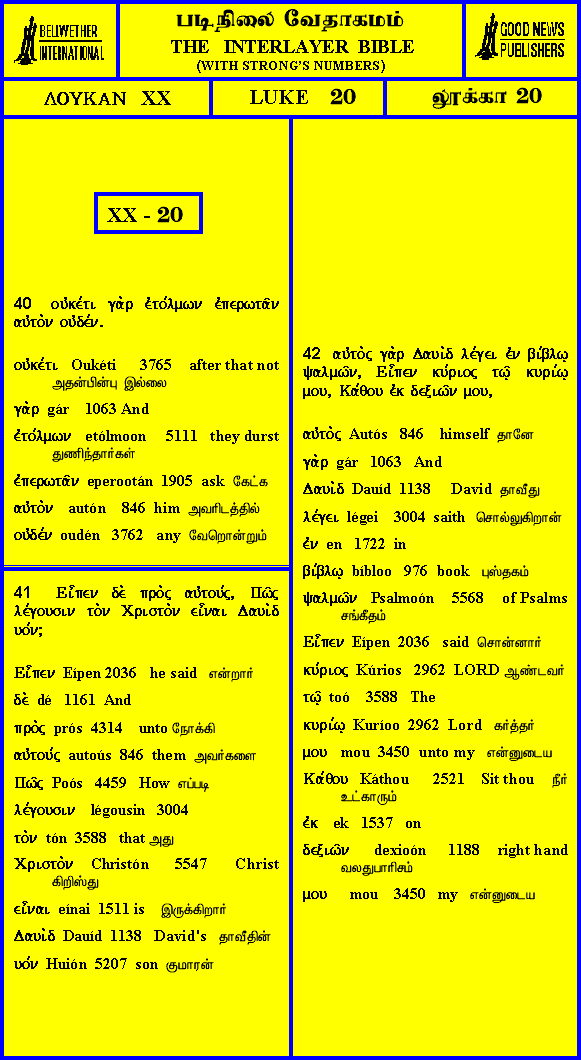 BELLWETHER
INTERNATIONAL
படிநிலை வேதாகமம்
THE INTERLAYER BIBLE
(WITH STRONG'S NUMBERS)
GOOD NEWS
PUBLISHERS
ΛΟΥΚΑΝ XX
LUKE 20
லூக்கா 20
XX - 20
40 οὐκέτι γὰρ ἐτόλμων ἐπερωτᾶν
αὐτὸν οὐδέν.
οὐκέτι Oukéti 3765 after that not
அதன்பின்பு இல்லை
γὰρ gár 1063 And
ἐτόλμων etólmoon 5111 they durst
துணிந்தார்கள்
ἐπερωτᾶν eperootán 1905 ask கேட்க
αὐτὸν autón 846 him அவரிடத்தில்
οὐδέν oudén 3762 any வேறொன்றும்
41 Εἶπεν δὲ πρὸς αὐτούς, Πῶς
λέγουσιν τὸν Χριστὸν εἶναι Δαυὶδ
υόν;
Εἶπεν Eípen 2036 he said என்றார்
δὲ dé 1161 And
πρὸς prós 4314 unto நோக்கி
αὐτούς autoús 846 them அவர்களை
Πῶς Poós 4459 How எப்படி
λέγουσιν légousin 3004
τὸν tón 3588 that அது
Χριστὸν Christón 5547 Christ
கிறிஸ்து
εἶναι eínai 1511 is இருக்கிறார்
Δαυὶδ Dauíd 1138 David's தாவீதின்
υόν Huión 5207 son குமாரன்
42 αὐτὸς γὰρ Δαυὶδ λέγει ἐν βίβλῳ
ψαλμῶν, Εἶπεν κύριος τῷ κυρίῳ
μου, Κάθου ἐκ δεξιῶν μου,
αὐτὸς Autós 846 himself தானே
γὰρ gár 1063 And
Δαυὶδ Dauíd 1138 David தாவீது
λέγει légei 3004 saith சொல்லுகிறான்
ἐν en 1722 in
βίβλῳ bíbloo 976 book புஸ்தகம்
ψαλμῶν Psalmoón 5568 of Psalms
சங்கீதம்
Εἶπεν Eípen 2036 said சொன்னார்
κύριος Kúrios 2962 LORD ஆண்டவர்
τῷ toó 3588 The
κυρίῳ Kuríoo 2962 Lord கர்த்தர்
μου mou 3450 unto my என்னுடைய
Κάθου Káthou 2521 Sit thou நீர்
உட்காரும்
ἐκ ek 1537 on
δεξιῶν dexioón 1188 right hand
வலதுபாரிசம்
μου mou 3450 my என்னுடைய